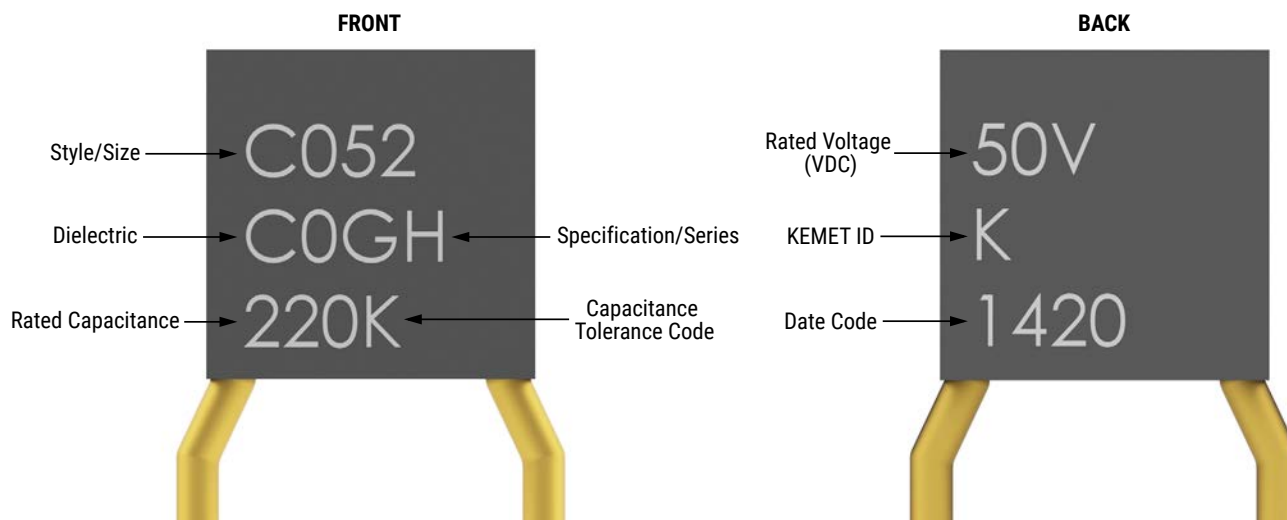 FRONT
BACK
Style/Size
C052
Dielectric
C0GH
Specification/Series
Rated Capacitance
220K
Capacitance
Tolerance Code
Rated Voltage
(VDC)
50V
KEMET ID
K
Date Code
1420